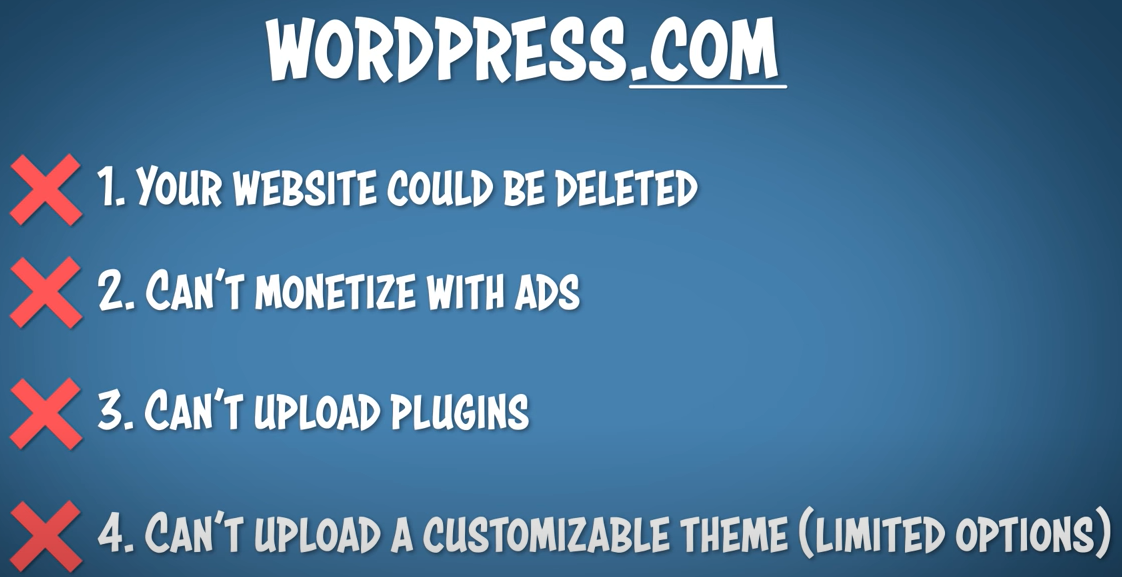 WORDPRESS.COM
1. YOUR WEBSITE COULD BE DELETED
2. CAN'T MONETIZE WITH ADS
3. CAN'T UPLOAD PLUGINS
4. CAN'T UPLOAD A CUSTOMIZABLE THEME (LIMITED OPTIONS)